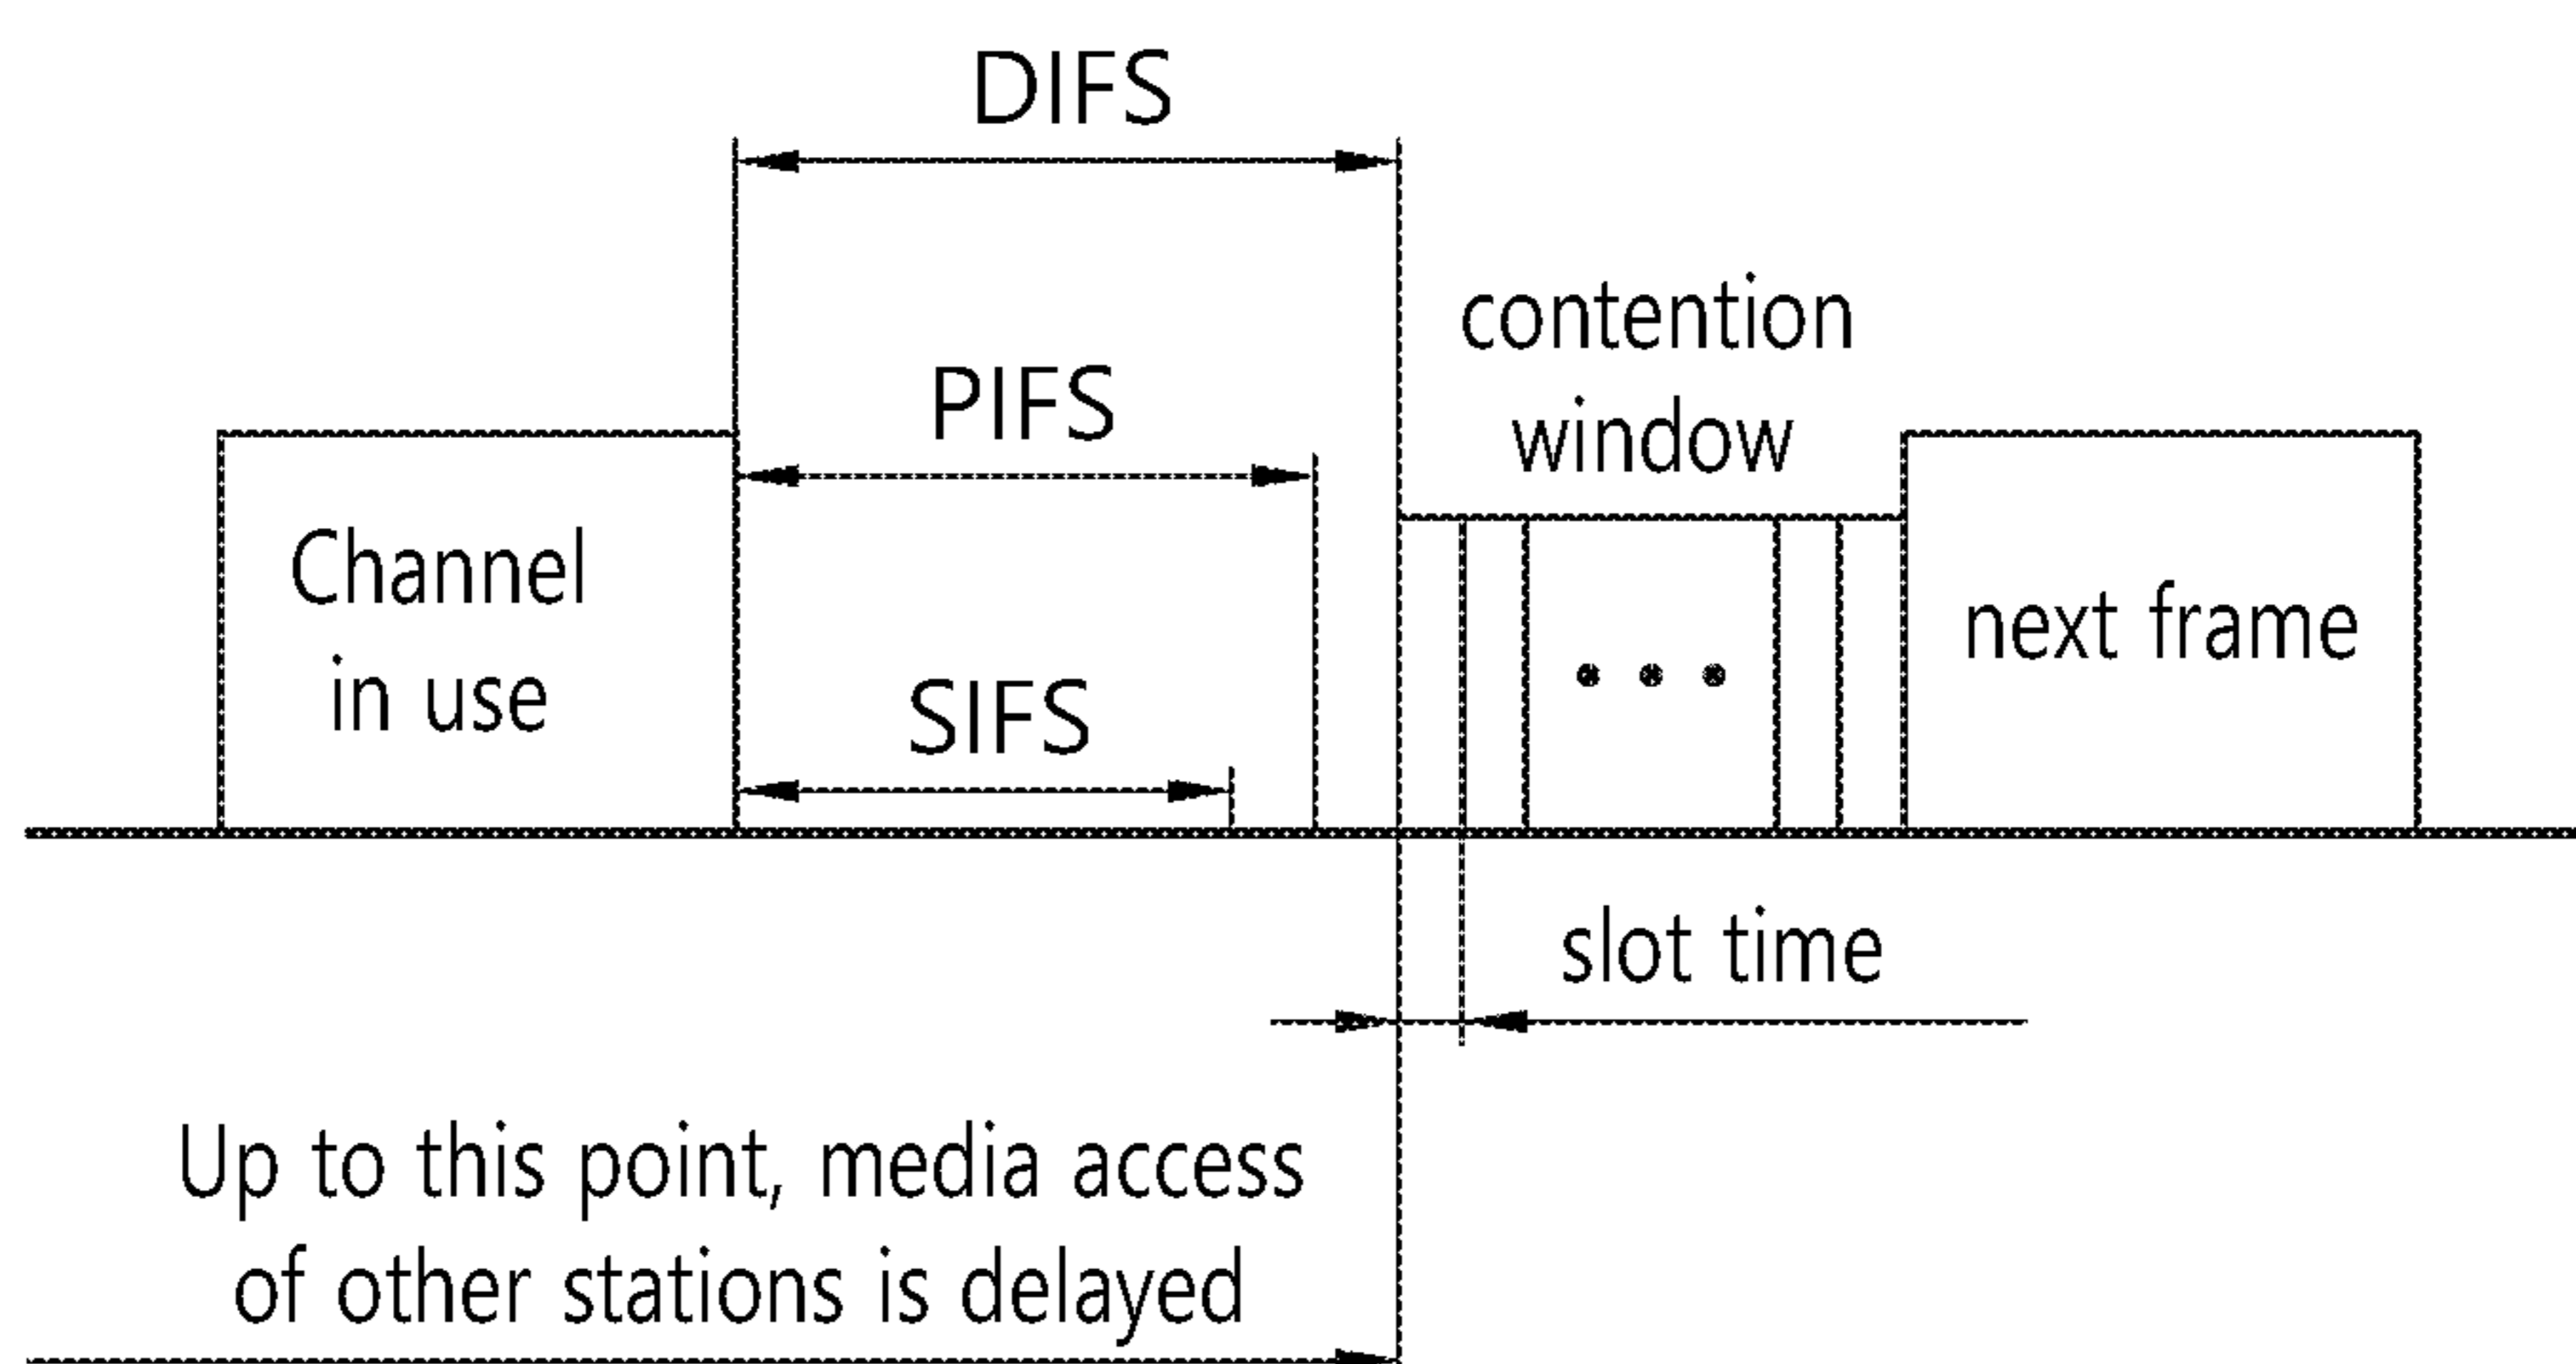 DIFS
contention
window
PIFS
Channel
in use
SIFS
next frame
slot time
Up to this point, media access
of other stations is delayed